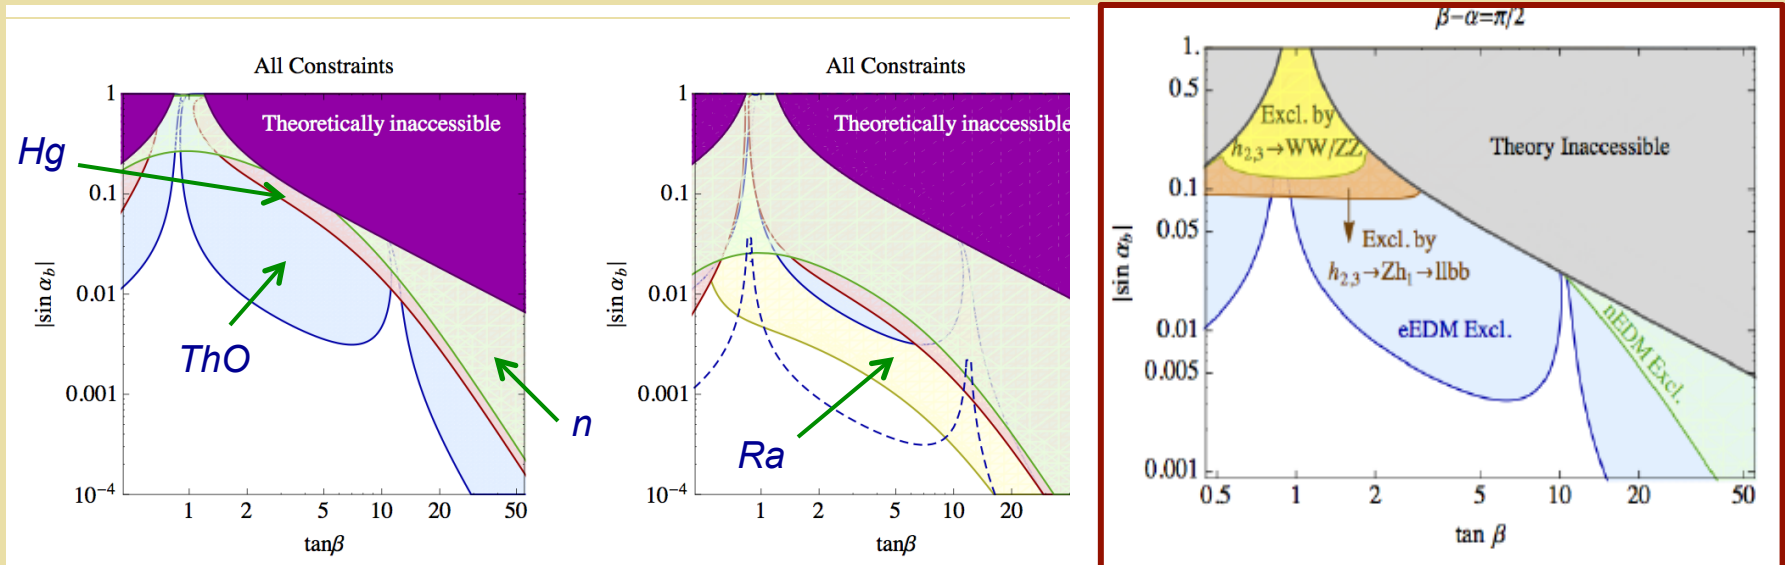 All Constraints
1
0.1
0.01
0.001
10⁻⁴
|sin α_b|
Theoretically inaccessible
Hg
ThO
n
1 2 5 10 20 50
tanβ
All Constraints
1
0.1
0.01
0.001
10⁻⁴
|sin α_b|
Theoretically inaccessible
Ra
1 2 5 10 20
tanβ
β−α=π/2
1.
0.5
0.1
0.05
0.01
0.005
0.001
|sin α_b|
Excl. by
h₂,₃→WW/ZZ
Theory Inaccessible
Excl. by
h₂,₃→Zh₁→llbb
eEDM Excl.
nEDM Excl.
0.5 1 2 5 10 20 50
tan β